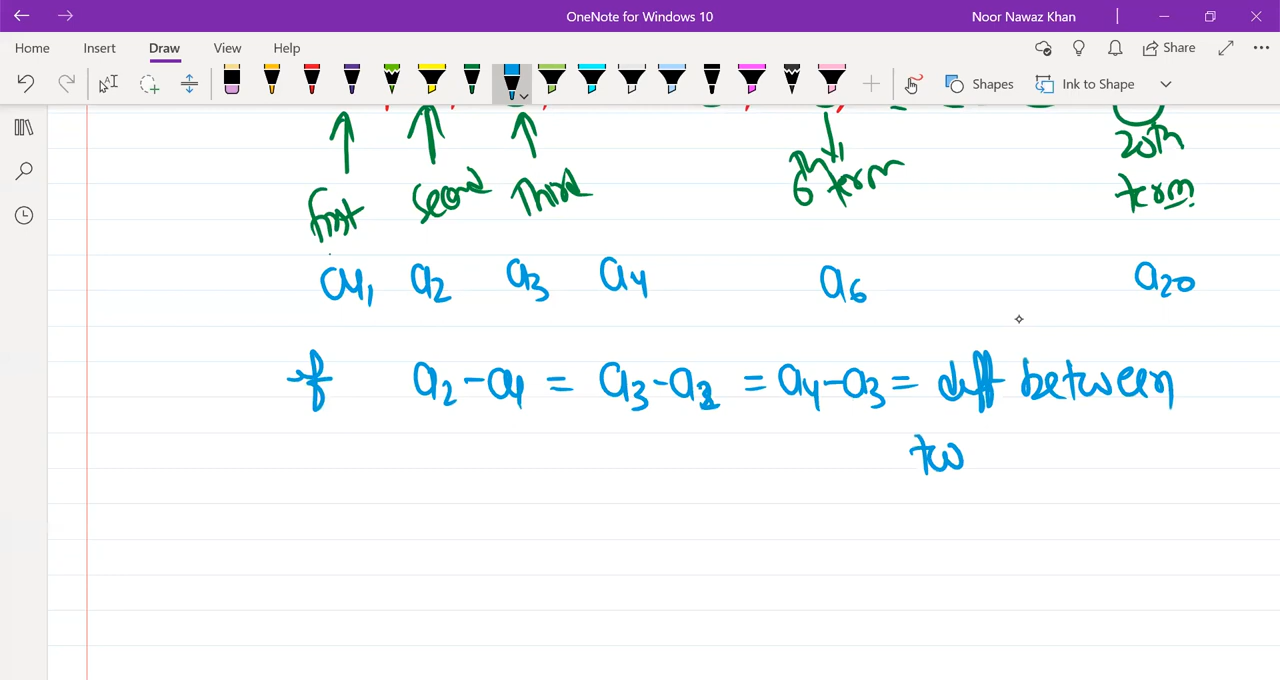 OneNote for Windows 10
Noor Nawaz Khan
Home Insert Draw View Help
Share
Shapes
Ink to Shape
first second Third 6th term 20th term
a1 a2 a3 a4 a6 a20
if a2-a1 = a3-a2 = a4-a3 = diff between
two